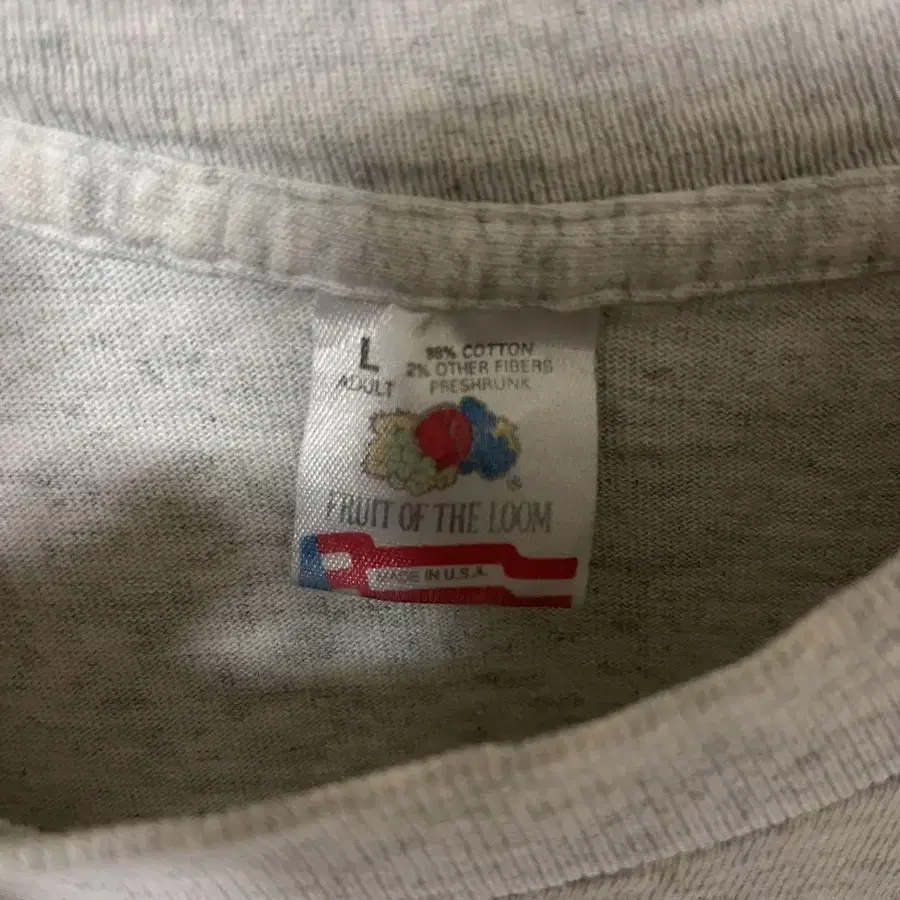 L
ADULT
98% COTTON
2% OTHER FIBERS
PRESHRUNK
®
FRUIT OF THE LOOM
MADE IN U.S.A.